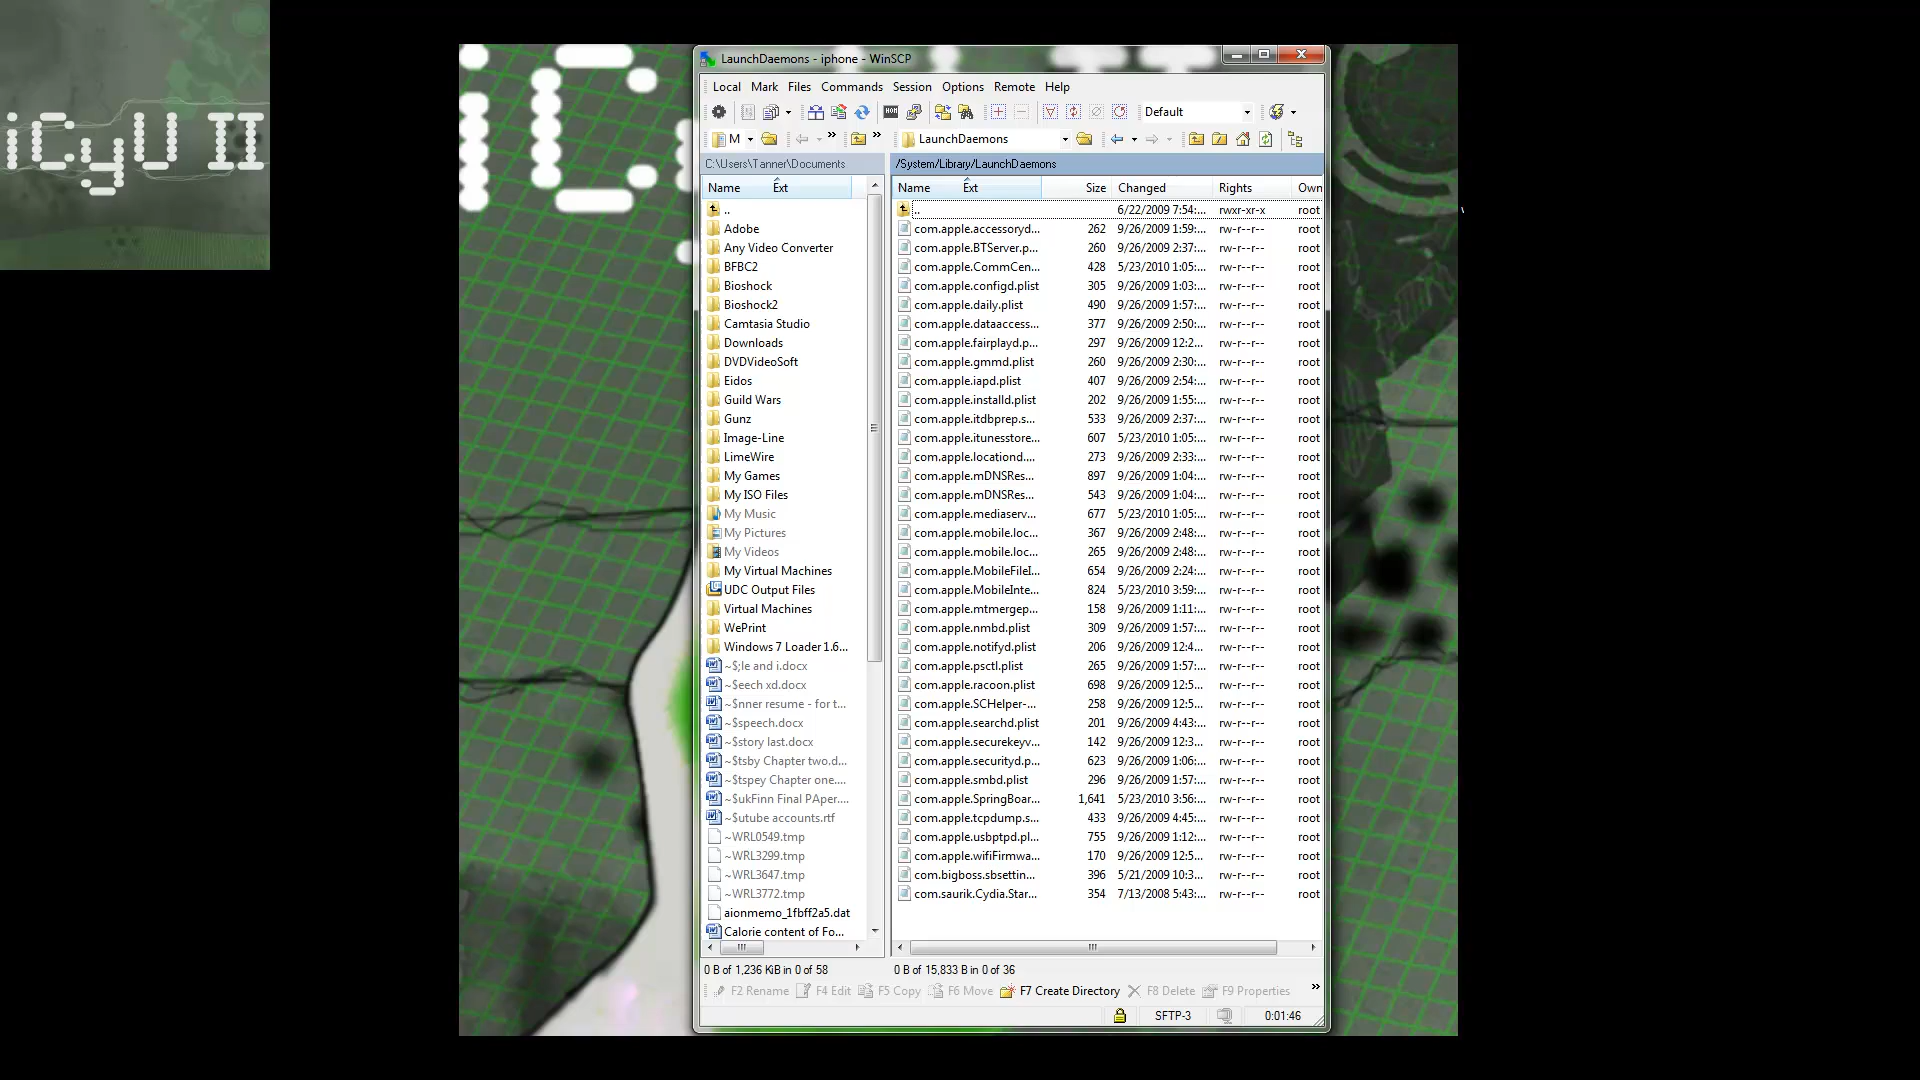 iCyU II
LaunchDaemons - iphone - WinSCP
Local Mark Files Commands Session Options Remote Help
Default
M LaunchDaemons
C:\Users\Tanner\Documents /System/Library/LaunchDaemons
Name Ext Name Ext Size Changed Rights Own
.. .. 6/22/2009 7:54:... rwxr-xr-x root
Adobe com.apple.accessoryd... 262 9/26/2009 1:59:... rw-r--r-- root
Any Video Converter com.apple.BTServer.p... 260 9/26/2009 2:37:... rw-r--r-- root
BFBC2 com.apple.CommCen... 428 5/23/2010 1:05:... rw-r--r-- root
Bioshock com.apple.configd.plist 305 9/26/2009 1:03:... rw-r--r-- root
Bioshock2 com.apple.daily.plist 490 9/26/2009 1:57:... rw-r--r-- root
Camtasia Studio com.apple.dataaccess... 377 9/26/2009 2:50:... rw-r--r-- root
Downloads com.apple.fairplayd.p... 297 9/26/2009 12:2... rw-r--r-- root
DVDVideoSoft com.apple.gmmd.plist 260 9/26/2009 2:30:... rw-r--r-- root
Eidos com.apple.iapd.plist 407 9/26/2009 2:54:... rw-r--r-- root
Guild Wars com.apple.installd.plist 202 9/26/2009 1:55:... rw-r--r-- root
Gunz com.apple.itdbprep.s... 533 9/26/2009 2:37:... rw-r--r-- root
Image-Line com.apple.itunesstore... 607 5/23/2010 1:05:... rw-r--r-- root
LimeWire com.apple.locationd.... 273 9/26/2009 2:33:... rw-r--r-- root
My Games com.apple.mDNSRes... 897 9/26/2009 1:04:... rw-r--r-- root
My ISO Files com.apple.mDNSRes... 543 9/26/2009 1:04:... rw-r--r-- root
My Music com.apple.mediaserv... 677 5/23/2010 1:05:... rw-r--r-- root
My Pictures com.apple.mobile.loc... 367 9/26/2009 2:48:... rw-r--r-- root
My Videos com.apple.mobile.loc... 265 9/26/2009 2:48:... rw-r--r-- root
My Virtual Machines com.apple.MobileFileI... 654 9/26/2009 2:24:... rw-r--r-- root
UDC Output Files com.apple.MobileInte... 824 5/23/2010 3:59:... rw-r--r-- root
Virtual Machines com.apple.mtmergep... 158 9/26/2009 1:11:... rw-r--r-- root
WePrint com.apple.nmbd.plist 309 9/26/2009 1:57:... rw-r--r-- root
Windows 7 Loader 1.6... com.apple.notifyd.plist 206 9/26/2009 12:4... rw-r--r-- root
~$;le and i.docx com.apple.psctl.plist 265 9/26/2009 1:57:... rw-r--r-- root
~$eech xd.docx com.apple.racoon.plist 698 9/26/2009 12:5... rw-r--r-- root
~$nner resume - for t... com.apple.SCHelper-... 258 9/26/2009 12:5... rw-r--r-- root
~$speech.docx com.apple.searchd.plist 201 9/26/2009 4:43:... rw-r--r-- root
~$story last.docx com.apple.securekeyv... 142 9/26/2009 12:3... rw-r--r-- root
~$tsby Chapter two.d... com.apple.securityd.p... 623 9/26/2009 1:06:... rw-r--r-- root
~$tspey Chapter one.... com.apple.smbd.plist 296 9/26/2009 1:57:... rw-r--r-- root
~$ukFinn Final PAper.... com.apple.SpringBoar... 1,641 5/23/2010 3:56:... rw-r--r-- root
~$utube accounts.rtf com.apple.tcpdump.s... 433 9/26/2009 4:45:... rw-r--r-- root
~WRL0549.tmp com.apple.usbptpd.pl... 755 9/26/2009 1:12:... rw-r--r-- root
~WRL3299.tmp com.apple.wifiFirmwa... 170 9/26/2009 12:5... rw-r--r-- root
~WRL3647.tmp com.bigboss.sbsettin... 396 5/21/2009 10:3... rw-r--r-- root
~WRL3772.tmp com.saurik.Cydia.Star... 354 7/13/2008 5:43:... rw-r--r-- root
aionmemo_1fbff2a5.dat
Calorie content of Fo...
0 B of 1,236 KiB in 0 of 58 0 B of 15,833 B in 0 of 36
F2 Rename F4 Edit F5 Copy F6 Move F7 Create Directory F8 Delete F9 Properties
SFTP-3 0:01:46